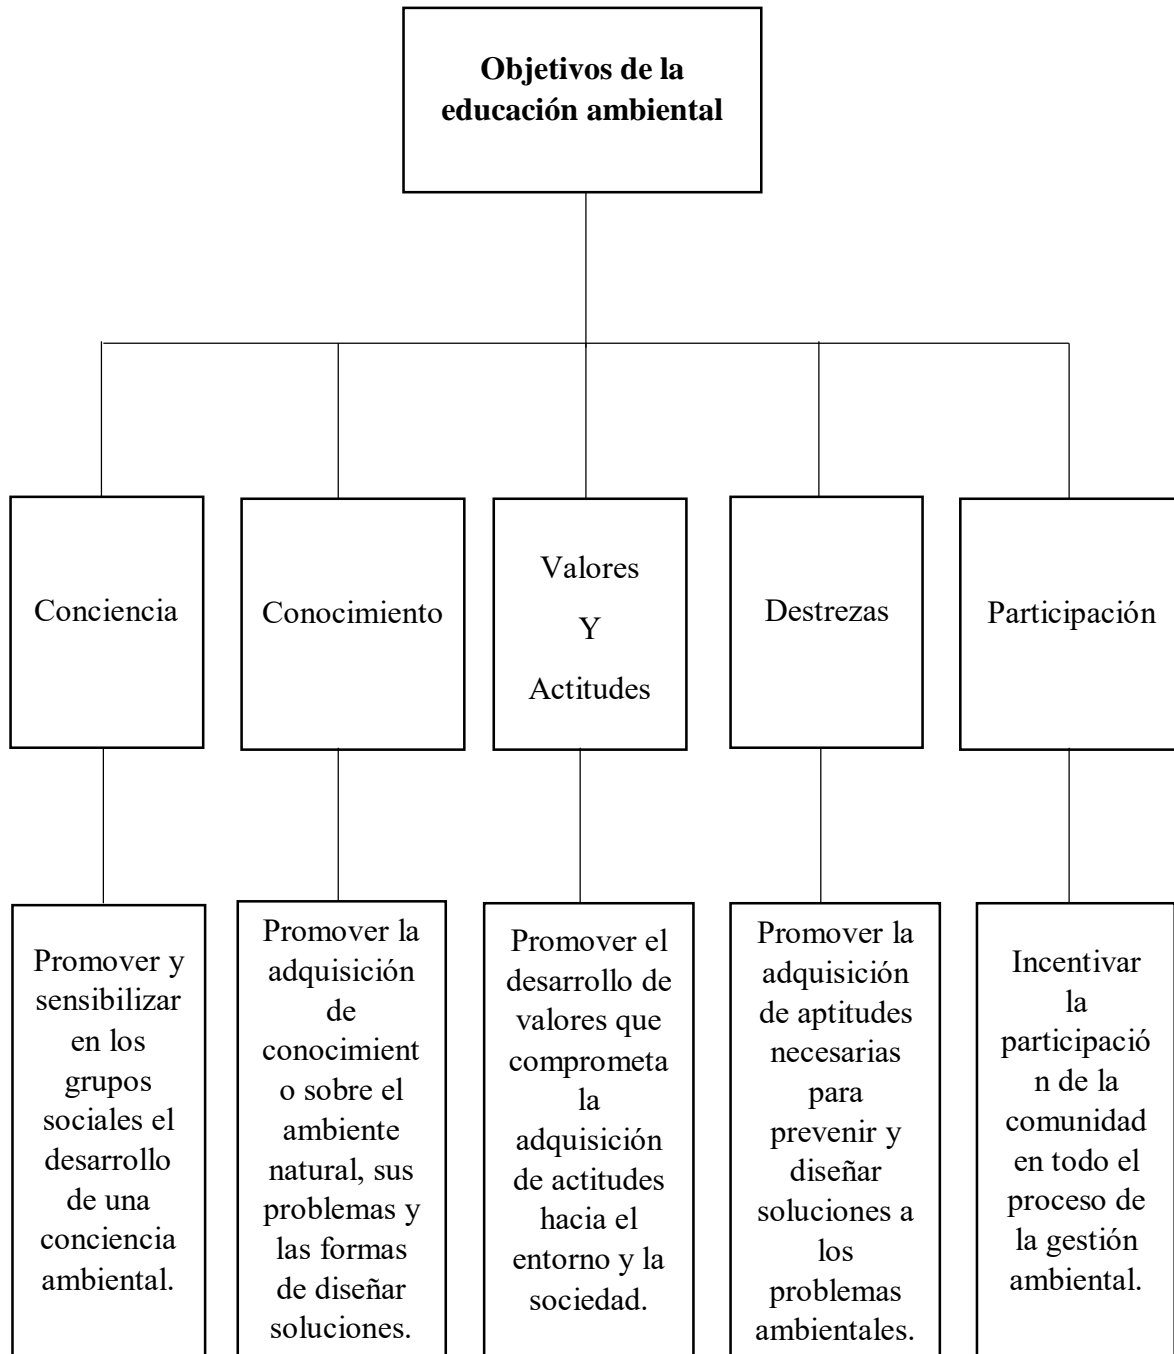 Objetivos de la
educación ambiental
Conciencia
Conocimiento
Valores
Y
Actitudes
Destrezas
Participación
Promover y
sensibilizar
en los
grupos
sociales el
desarrollo
de una
conciencia
ambiental.
Promover la
adquisición
de
conocimient
o sobre el
ambiente
natural, sus
problemas y
las formas
de diseñar
soluciones.
Promover el
desarrollo de
valores que
comprometa
la
adquisición
de actitudes
hacia el
entorno y la
sociedad.
Promover la
adquisición
de aptitudes
necesarias
para
prevenir y
diseñar
soluciones a
los
problemas
ambientales.
Incentivar
la
participació
n de la
comunidad
en todo el
proceso de
la gestión
ambiental.